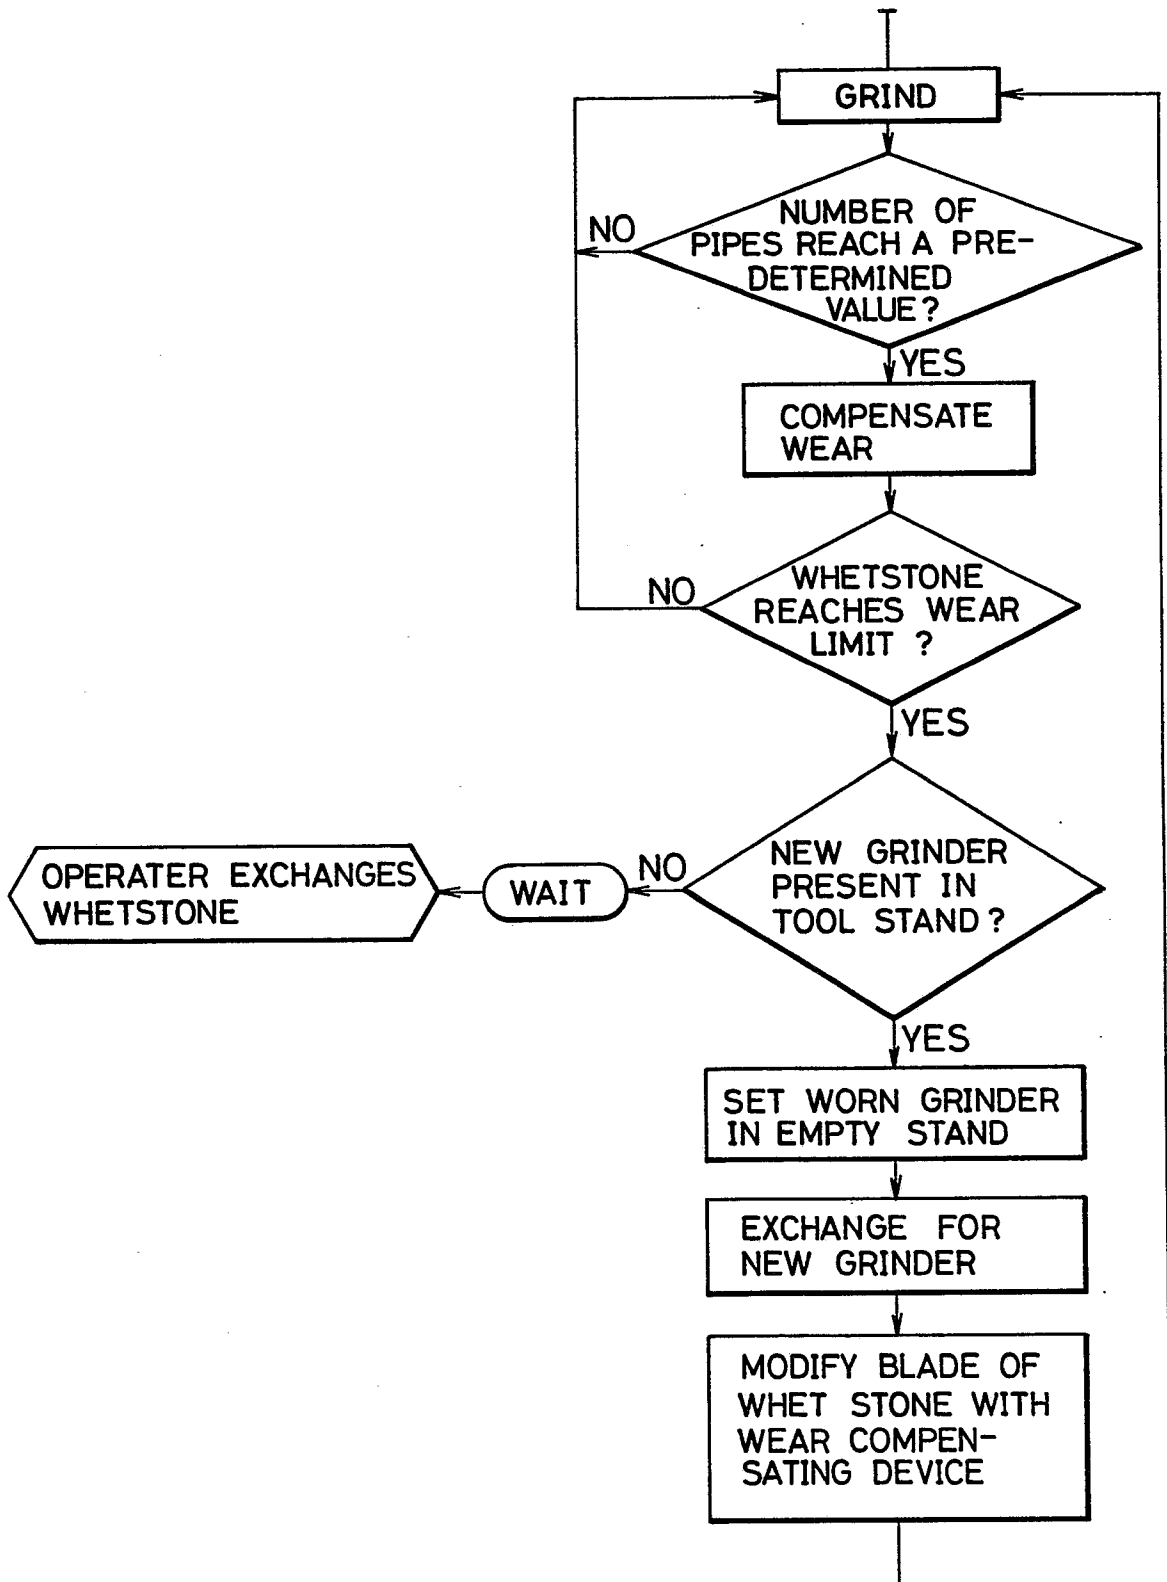 GRIND
NO
NUMBER OF
PIPES REACH A PRE-
DETERMINED
VALUE?
YES
COMPENSATE
WEAR
NO
WHETSTONE
REACHES WEAR
LIMIT ?
YES
OPERATER EXCHANGES
WHETSTONE
WAIT
NO
NEW GRINDER
PRESENT IN
TOOL STAND?
YES
SET WORN GRINDER
IN EMPTY STAND
EXCHANGE FOR
NEW GRINDER
MODIFY BLADE OF
WHET STONE WITH
WEAR COMPEN-
SATING DEVICE